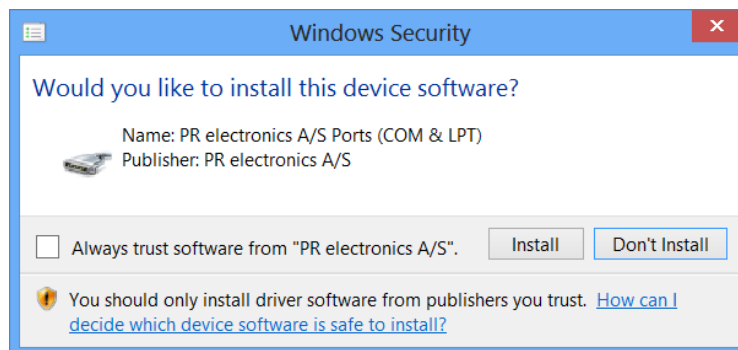 Windows Security
Would you like to install this device software?
Name: PR electronics A/S Ports (COM & LPT)
Publisher: PR electronics A/S
Always trust software from "PR electronics A/S".
Install
Don't Install
You should only install driver software from publishers you trust. How can I
decide which device software is safe to install?